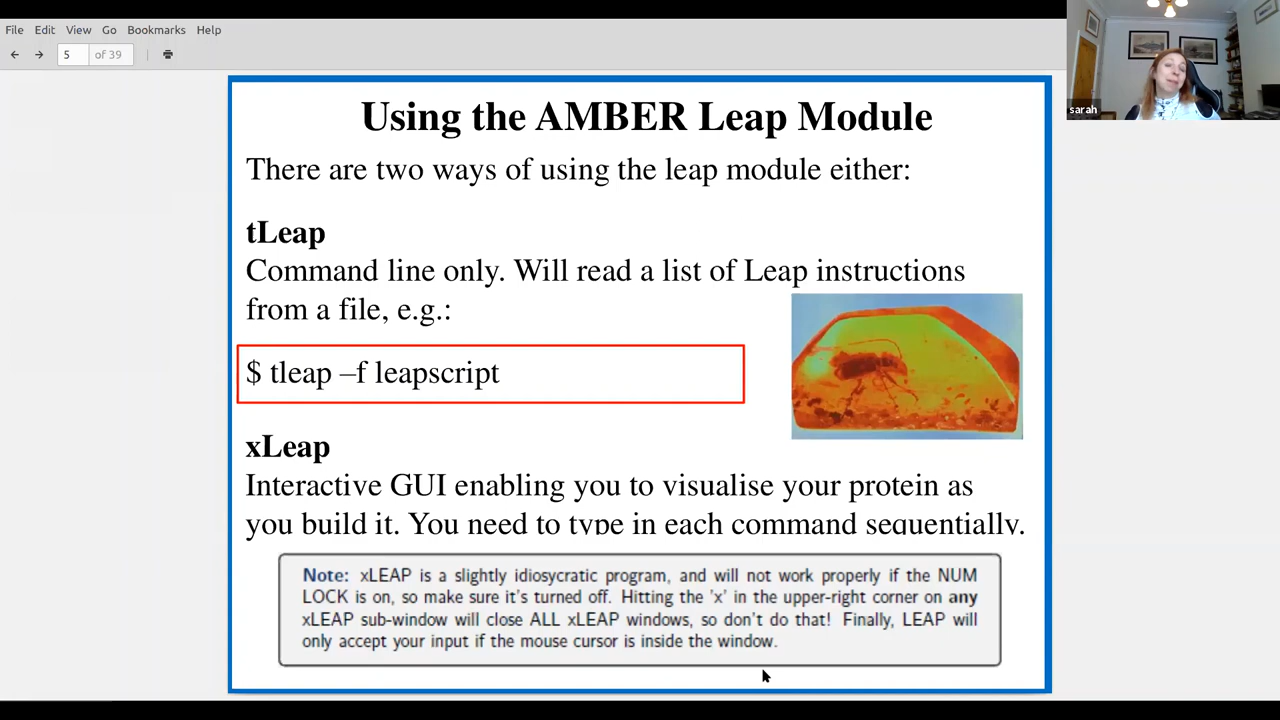 File Edit View Go Bookmarks Help
5 of 39
sarah
Using the AMBER Leap Module
There are two ways of using the leap module either:
tLeap
Command line only. Will read a list of Leap instructions
from a file, e.g.:
$ tleap –f leapscript
xLeap
Interactive GUI enabling you to visualise your protein as
you build it. You need to type in each command sequentially.
Note: xLEAP is a slightly idiosycratic program, and will not work properly if the NUM
LOCK is on, so make sure it's turned off. Hitting the 'x' in the upper-right corner on any
xLEAP sub-window will close ALL xLEAP windows, so don't do that! Finally, LEAP will
only accept your input if the mouse cursor is inside the window.